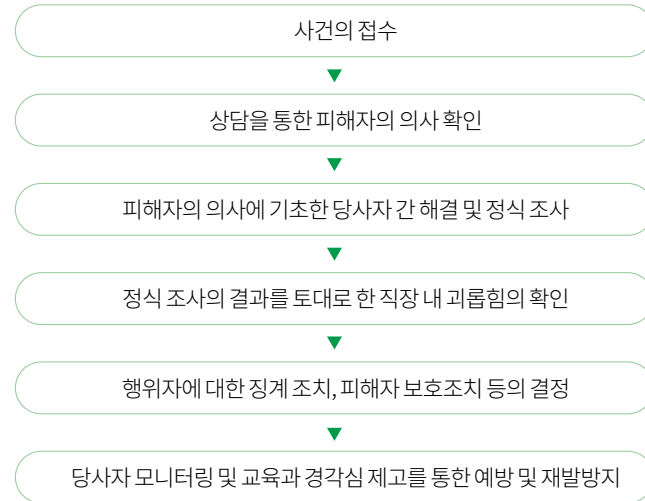 사건의 접수
상담을 통한 피해자의 의사 확인
피해자의 의사에 기초한 당사자 간 해결 및 정식 조사
정식 조사의 결과를 토대로 한 직장 내 괴롭힘의 확인
행위자에 대한 징계 조치, 피해자 보호조치 등의 결정
당사자 모니터링 및 교육과 경각심 제고를 통한 예방 및 재발방지